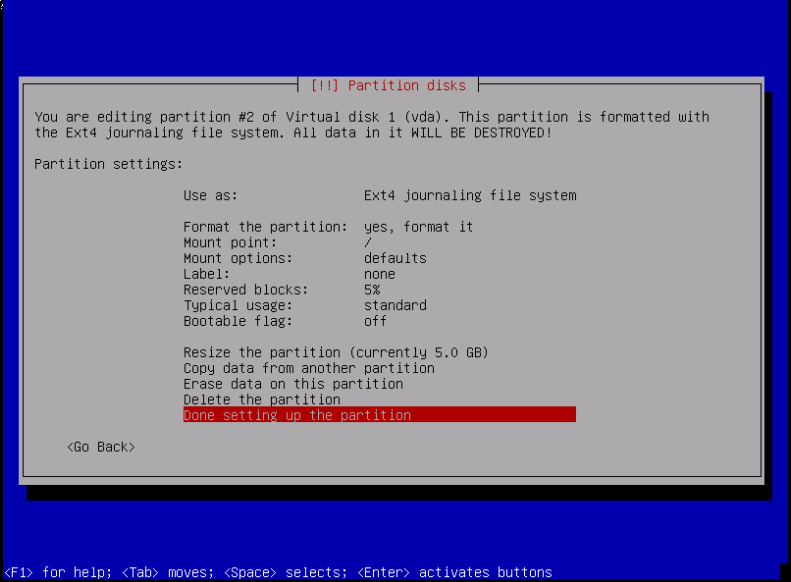 [!!] Partition disks
You are editing partition #2 of Virtual disk 1 (vda). This partition is formatted with
the Ext4 journaling file system. All data in it WILL BE DESTROYED!
Partition settings:
Use as: Ext4 journaling file system
Format the partition: yes, format it
Mount point: /
Mount options: defaults
Label: none
Reserved blocks: 5%
Typical usage: standard
Bootable flag: off
Resize the partition (currently 5.0 GB)
Copy data from another partition
Erase data on this partition
Delete the partition
Done setting up the partition
<Go Back>
<F1> for help; <Tab> moves; <Space> selects; <Enter> activates buttons